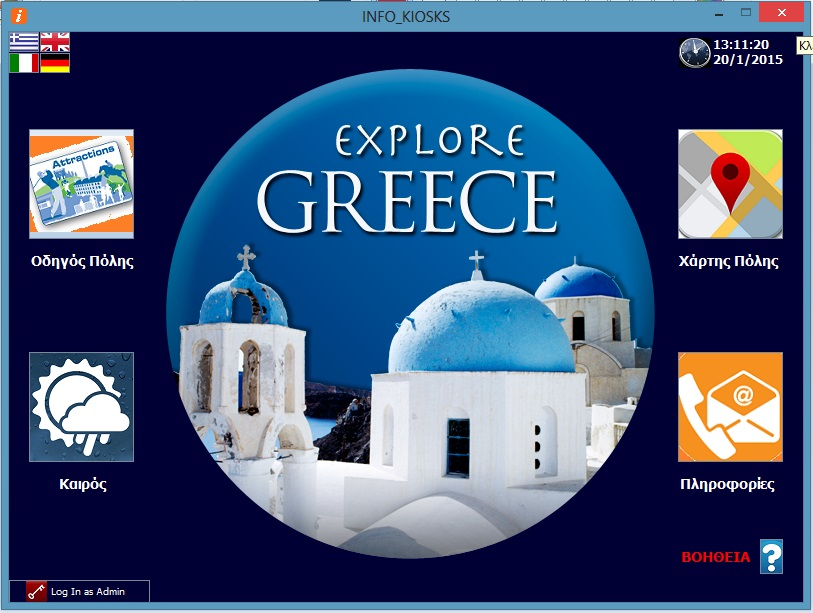 INFO_KIOSKS
13:11:20
20/1/2015
Κλ
EXPLORE
GREECE
Attractions
Οδηγός Πόλης
Χάρτης Πόλης
@
Καιρός
Πληροφορίες
ΒΟΗΘΕΙΑ ?
Log In as Admin